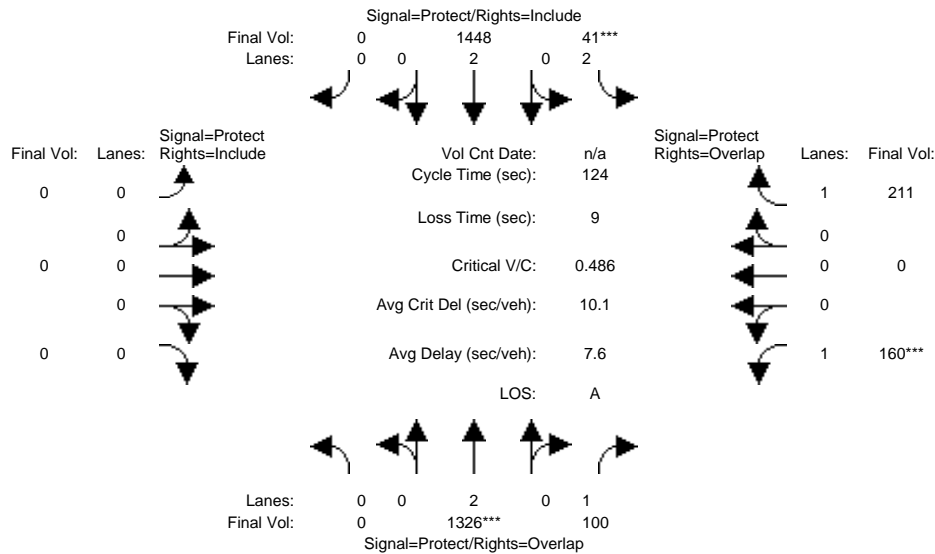 Signal=Protect/Rights=Include
Final Vol: 0 1448 41***
Lanes: 0 0 2 0 2
Signal=Protect
Final Vol: Lanes: Rights=Include
Vol Cnt Date: n/a
Signal=Protect
Rights=Overlap Lanes: Final Vol:
Cycle Time (sec): 124
0 0
1 211
Loss Time (sec): 9
0
0
0 0
Critical V/C: 0.486
0 0
0
Avg Crit Del (sec/veh): 10.1
0
0 0
Avg Delay (sec/veh): 7.6
1 160***
LOS: A
Lanes: 0 0 2 0 1
Final Vol: 0 1326*** 100
Signal=Protect/Rights=Overlap